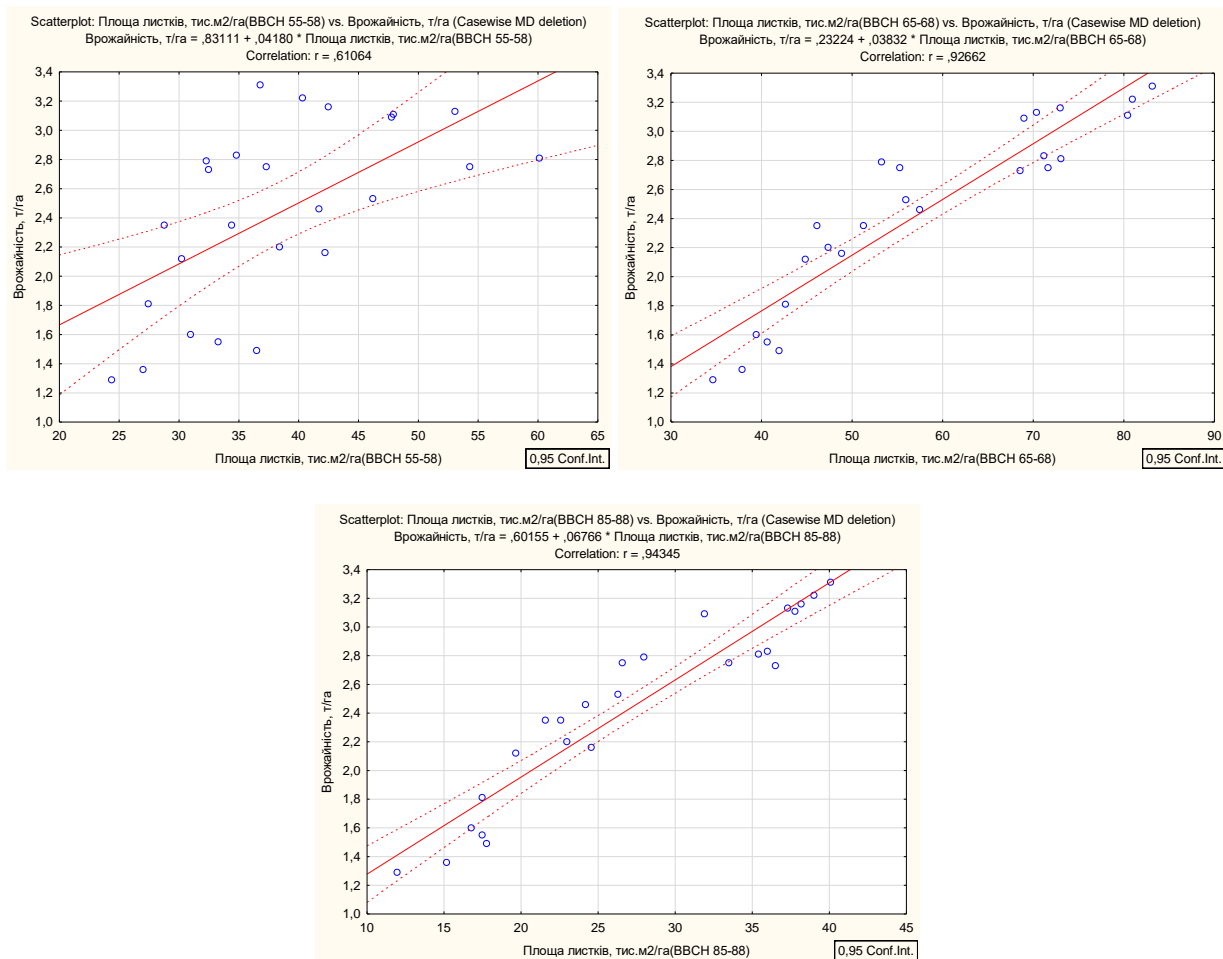 Scatterplot: Площа листків, тис.м2/га(BBCH 55-58) vs. Врожайність, т/га (Casewise MD deletion)
Врожайність, т/га = ,83111 + ,04180 * Площа листків, тис.м2/га(BBCH 55-58)
Correlation: r = ,61064
3,4
3,2
3,0
2,8
2,6
2,4
2,2
2,0
1,8
1,6
1,4
1,2
1,0
Врожайність, т/га
20 25 30 35 40 45 50 55 60 65
Площа листків, тис.м2/га(BBCH 55-58)
0,95 Conf.Int.
Scatterplot: Площа листків, тис.м2/га(BBCH 65-68) vs. Врожайність, т/га (Casewise MD deletion)
Врожайність, т/га = ,23224 + ,03832 * Площа листків, тис.м2/га(BBCH 65-68)
Correlation: r = ,92662
3,4
3,2
3,0
2,8
2,6
2,4
2,2
2,0
1,8
1,6
1,4
1,2
1,0
Врожайність, т/га
30 40 50 60 70 80 90
Площа листків, тис.м2/га(BBCH 65-68)
0,95 Conf.Int.
Scatterplot: Площа листків, тис.м2/га(BBCH 85-88) vs. Врожайність, т/га (Casewise MD deletion)
Врожайність, т/га = ,60155 + ,06766 * Площа листків, тис.м2/га(BBCH 85-88)
Correlation: r = ,94345
3,4
3,2
3,0
2,8
2,6
2,4
2,2
2,0
1,8
1,6
1,4
1,2
1,0
Врожайність, т/га
10 15 20 25 30 35 40 45
Площа листків, тис.м2/га(BBCH 85-88)
0,95 Conf.Int.